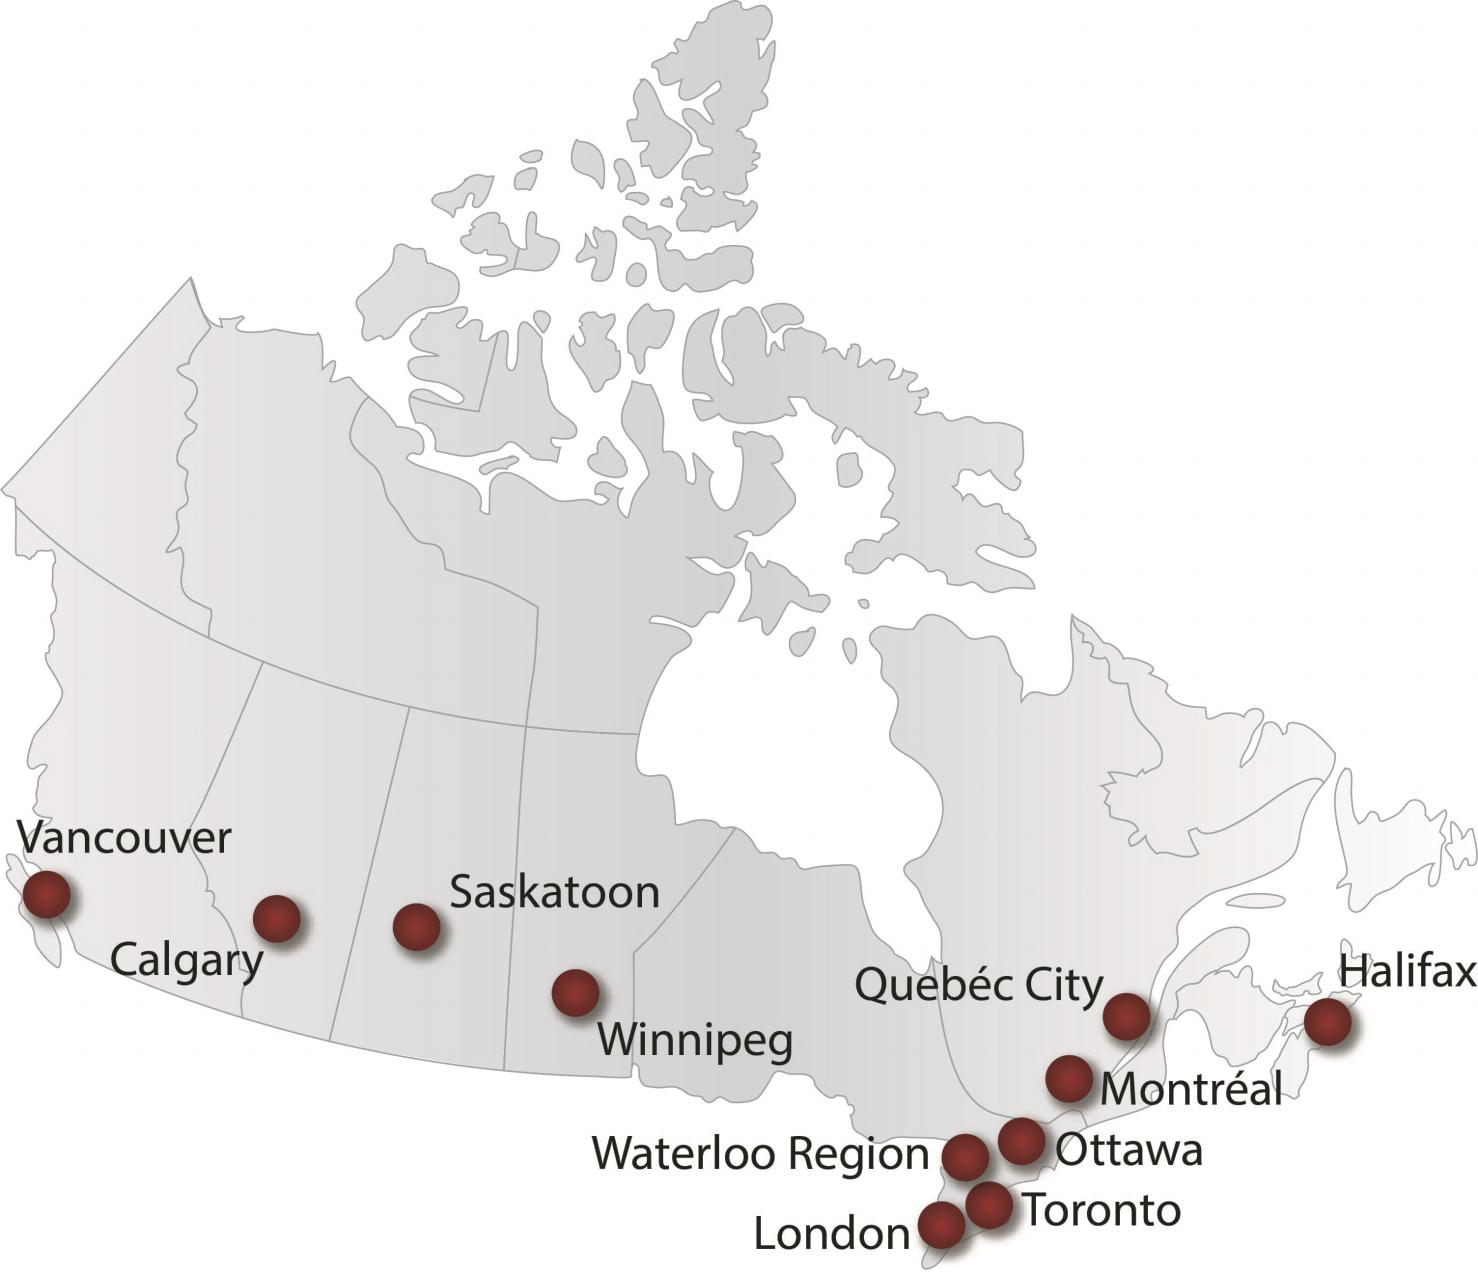 Vancouver
Saskatoon
Calgary
Halifax
Quebéc City
Winnipeg
Montréal
Waterloo Region
Ottawa
Toronto
London